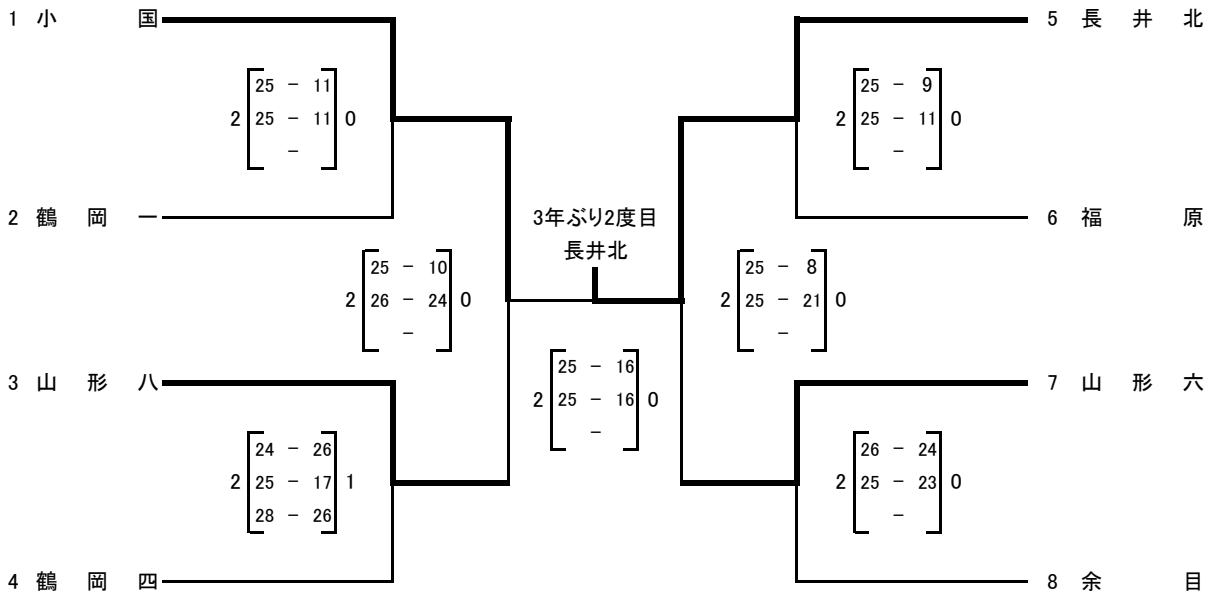 1 小国
5 長井北
25 - 11
2 25 - 11 0
-
25 - 9
2 25 - 11 0
-
2 鶴岡一
3年ぶり2度目
長井北
6 福原
25 - 10
2 26 - 24 0
-
25 - 8
2 25 - 21 0
-
3 山形八
25 - 16
2 25 - 16 0
-
7 山形六
24 - 26
2 25 - 17 1
28 - 26
26 - 24
2 25 - 23 0
-
4 鶴岡四
8 余目